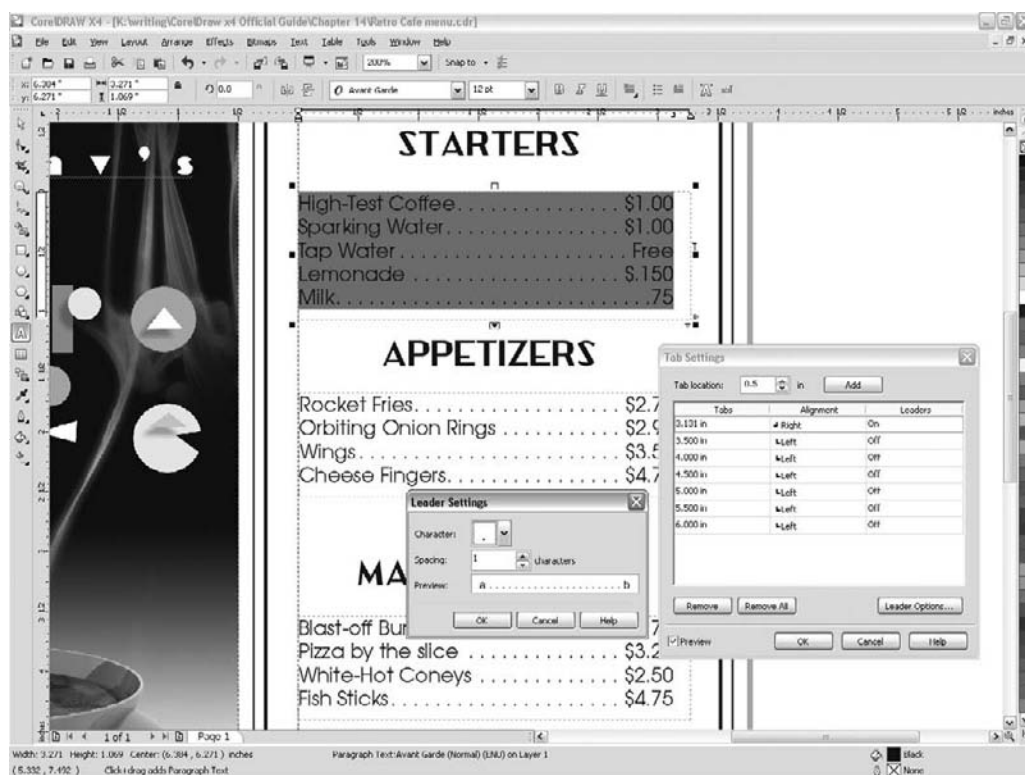 CorelDRAW X4 - [K:\writing\CorelDraw x4 Official Guide\Chapter 14\Retro Cafe menu.cdr]
File Edit View Layout Arrange Effects Bitmaps Text Table Tools Window Help
200% Snap to
x: 6.304 " 3.271 " 0.0 Avant Garde 12 pt
y: 6.271 " 1.069 "
inches
STARTERS
n v ' s
High-Test Coffee. . . . . . . . . . . . . . . . $1.00
Sparking Water. . . . . . . . . . . . . . . . . $1.00
Tap Water . . . . . . . . . . . . . . . . . . . . . Free
Lemonade . . . . . . . . . . . . . . . . . . . . $.150
Milk. . . . . . . . . . . . . . . . . . . . . . . . . . . . .75
APPETIZERS
Rocket Fries. . . . . . . . . . . . . . . . . . . . $2.7
Orbiting Onion Rings . . . . . . . . . . . . $2.9
Wings. . . . . . . . . . . . . . . . . . . . . . . . . $3.5
Cheese Fingers. . . . . . . . . . . . . . . . . $4.7
MA
Blast-off Bur 7
Pizza by the slice . . . . . . . . . . . . . . . $3.2
White-Hot Coneys . . . . . . . . . . . . . . $2.50
Fish Sticks. . . . . . . . . . . . . . . . . . . . . . $4.75
Leader Settings
Character: .
Spacing: 1 characters
Preview: a . . . . . . . . . . . . . . . . . . . . . b
OK Cancel Help
Tab Settings
Tab location: 0.5 in Add
Tabs Alignment Leaders
3.131 in Right On
3.500 in Left Off
4.000 in Left Off
4.500 in Left Off
5.000 in Left Off
5.500 in Left Off
6.000 in Left Off
Remove Remove All Leader Options...
Preview OK Cancel Help
1 of 1 Page 1
Width: 3.271 Height: 1.069 Center: (6.304 , 6.271 ) inches Paragraph Text:Avant Garde (Normal) (ENU) on Layer 1 Black
( 5.332 , 7.492 ) Click+drag adds Paragraph Text None